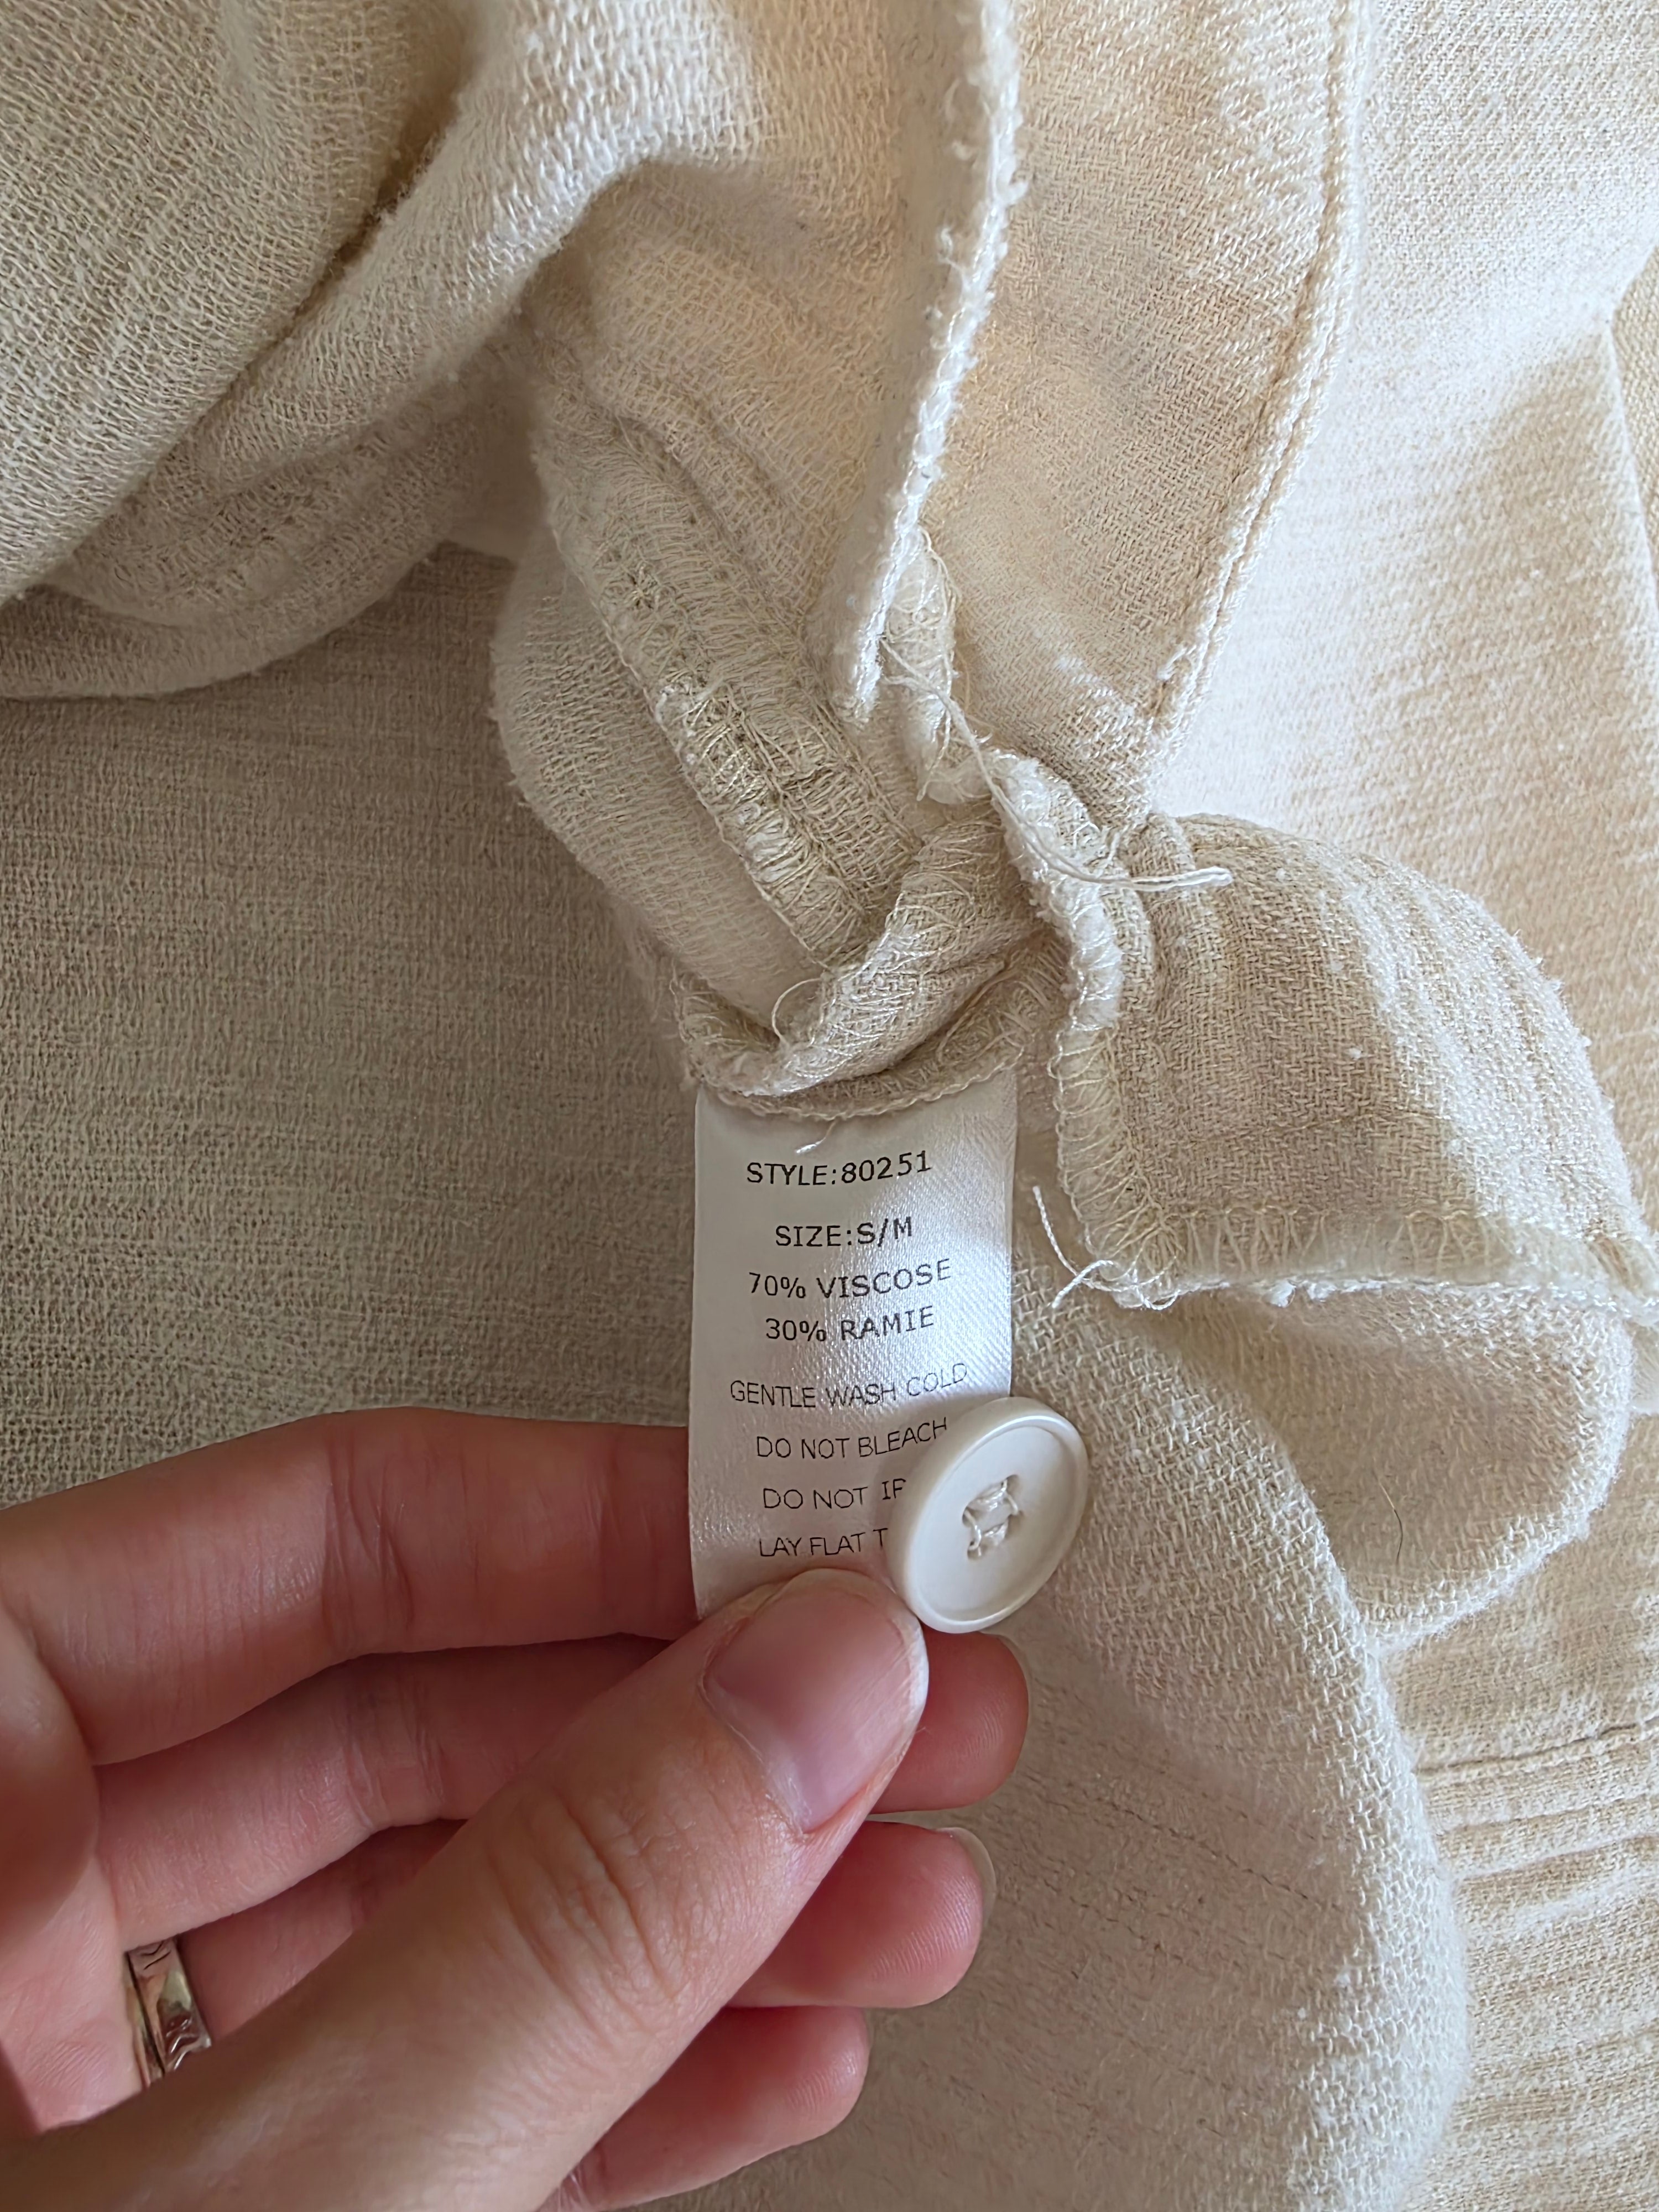 STYLE:80251
SIZE:S/M
70% VISCOSE
30% RAMIE
GENTLE WASH COLD
DO NOT BLEACH
DO NOT
LAY FLAT